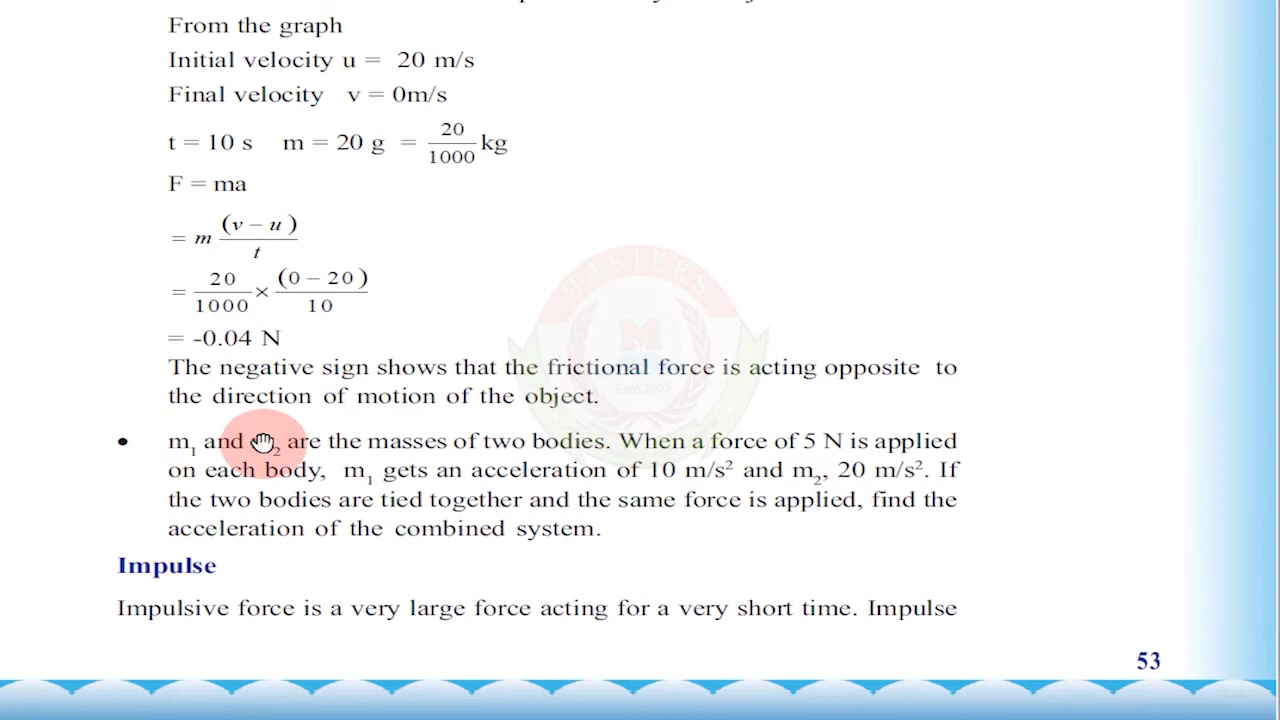 From the graph
Initial velocity u = 20 m/s
Final velocity v = 0m/s
t = 10 s m = 20 g = 20/1000 kg
F = ma
= m (v – u)/t
= 20/1000 × (0 – 20)/10
= -0.04 N
The negative sign shows that the frictional force is acting opposite to
the direction of motion of the object.
• m₁ and ₂ are the masses of two bodies. When a force of 5 N is applied
on each body, m₁ gets an acceleration of 10 m/s² and m₂, 20 m/s². If
the two bodies are tied together and the same force is applied, find the
acceleration of the combined system.
Impulse
Impulsive force is a very large force acting for a very short time. Impulse
53
MASTERS
M
Estd.2003